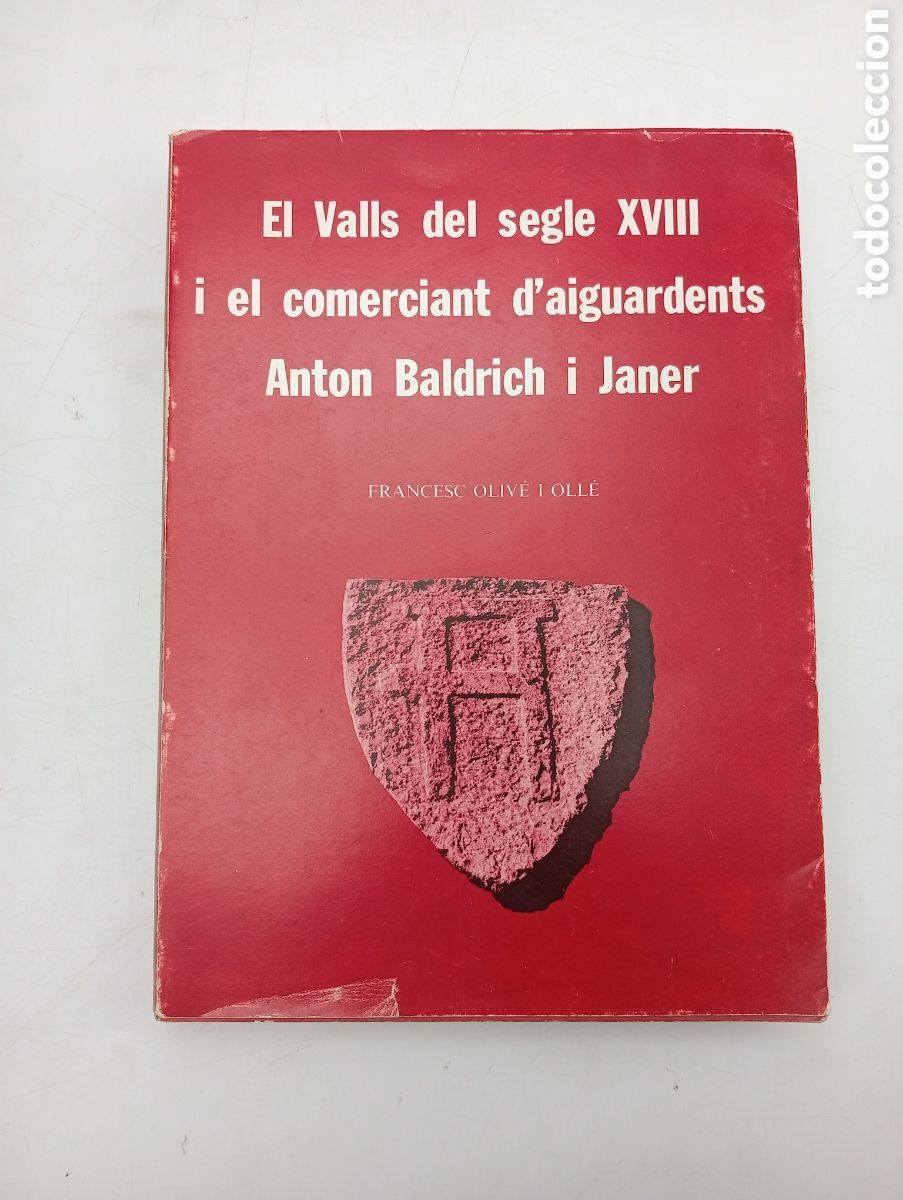 El Valls del segle XVIII
i el comerciant d'aiguardents
Anton Baldrich i Janer
FRANCESC OLIVÉ I OLLÉ
A
todocoleccion